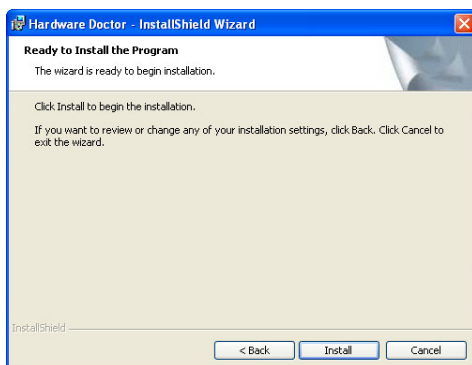 Hardware Doctor - InstallShield Wizard
Ready to Install the Program
The wizard is ready to begin installation.
Click Install to begin the installation.
If you want to review or change any of your installation settings, click Back. Click Cancel to
exit the wizard.
InstallShield
< Back Install Cancel